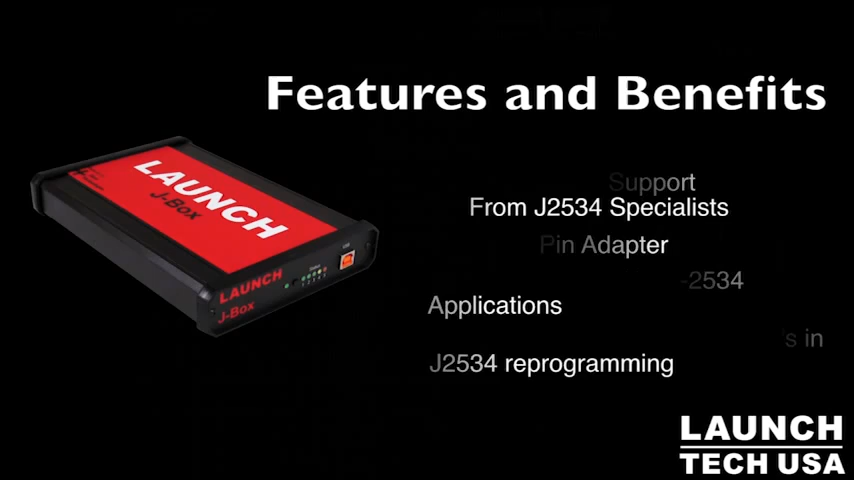 Features and Benefits
Support
From J2534 Specialists
Pin Adapter
-2534
Applications
's in
J2534 reprogramming
LAUNCH
J-Box
LAUNCH
J-Box
USB
LAUNCH
TECH USA